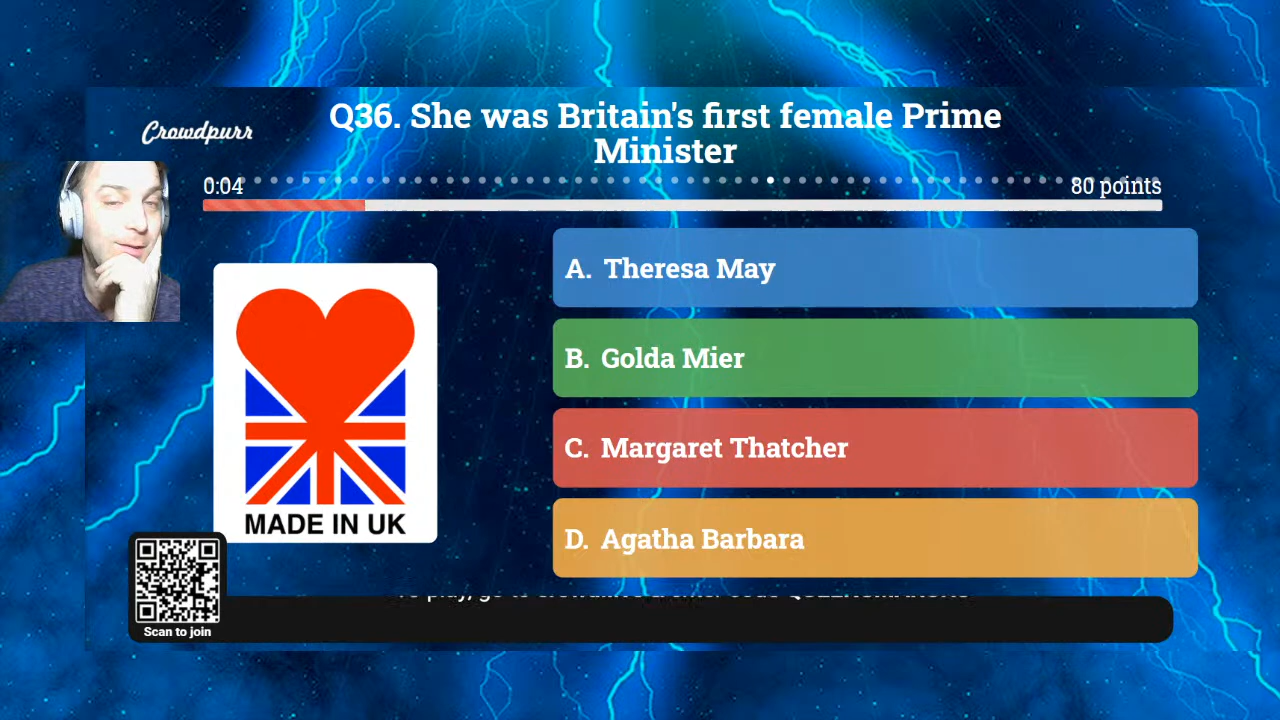 Crowdpurr
Q36. She was Britain's first female Prime
Minister
0:04
80 points
A. Theresa May
B. Golda Mier
C. Margaret Thatcher
D. Agatha Barbara
MADE IN UK
Scan to join